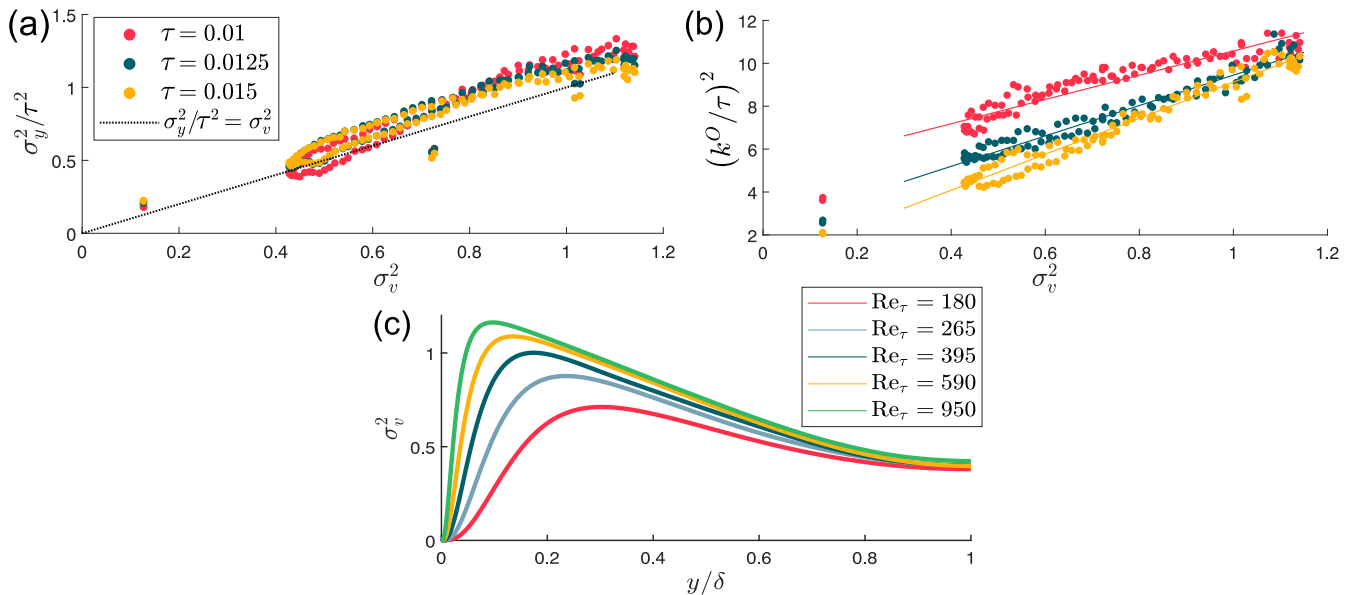 (a)
1.5
1
0.5
0
σ_y^2/τ^2
τ = 0.01
τ = 0.0125
τ = 0.015
σ_y^2/τ^2 = σ_v^2
0 0.2 0.4 0.6 0.8 1 1.2
σ_v^2
(b)
12
10
8
6
4
2
(k^O/τ)^2
0 0.2 0.4 0.6 0.8 1 1.2
σ_v^2
(c)
1
0.5
0
σ_v^2
Re_τ = 180
Re_τ = 265
Re_τ = 395
Re_τ = 590
Re_τ = 950
0 0.2 0.4 0.6 0.8 1
y/δ